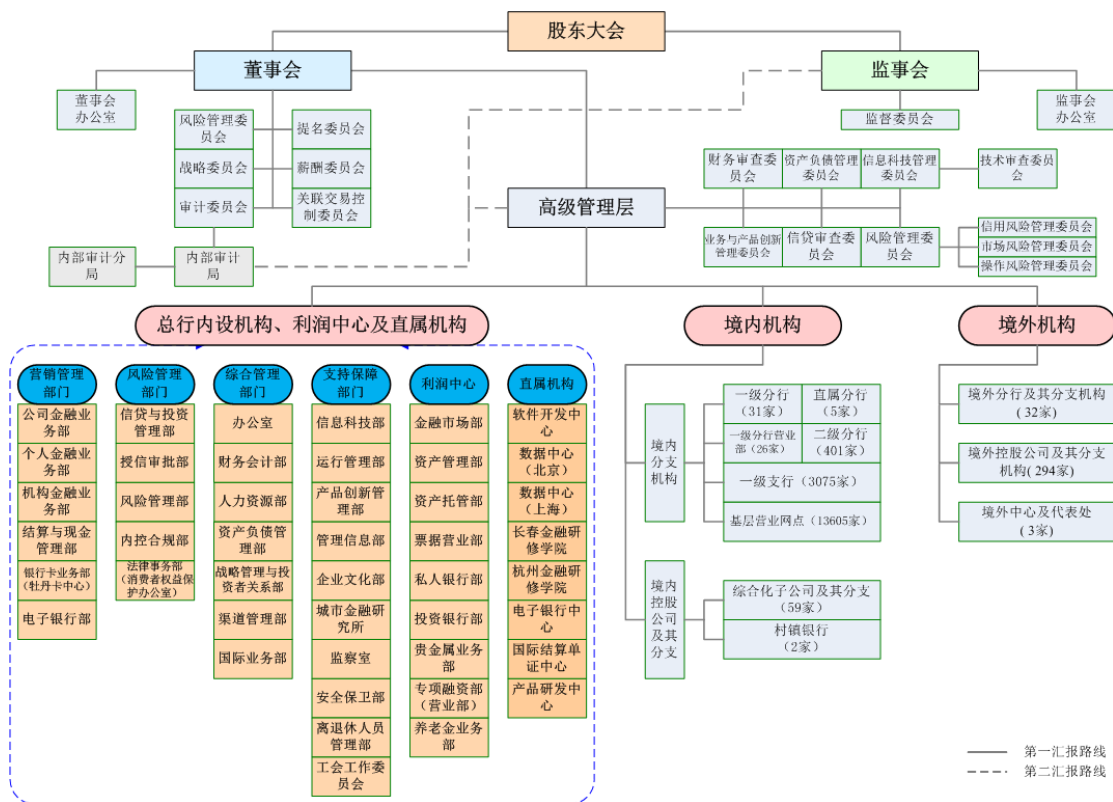 股东大会
董事会
监事会
董事会
办公室
监事会
办公室
风险管理委
员会
提名委员会
战略委员会
薪酬委员会
审计委员会
关联交易控
制委员会
内部审计分
局
内部审计
局
监督委员会
财务审查委
员会
资产负债管理
委员会
信息科技管理
委员会
技术审查委员
会
高级管理层
业务与产品创新
管理委员会
信贷审查委
员会
风险管理委
员会
信用风险管理委员会
市场风险管理委员会
操作风险管理委员会
总行内设机构、利润中心及直属机构
境内机构
境外机构
营销管理
部门
公司金融业
务部
个人金融业
务部
机构金融业
务部
结算与现金
管理部
银行卡业务部
(牡丹卡中心)
电子银行部
风险管理
部门
信贷与投资
管理部
授信审批部
风险管理部
内控合规部
法律事务部
(消费者权益保
护办公室)
综合管理
部门
办公室
财务会计部
人力资源部
资产负债管
理部
战略管理与投
资者关系部
渠道管理部
国际业务部
支持保障
部门
信息科技部
运行管理部
产品创新管
理部
管理信息部
企业文化部
城市金融研
究所
监察室
安全保卫部
离退休人员
管理部
工会工作委
员会
利润中心
金融市场部
资产管理部
资产托管部
票据营业部
私人银行部
投资银行部
贵金属业务
部
专项融资部
(营业部)
养老金业务
部
直属机构
软件开发中
心
数据中心
(北京)
数据中心
(上海)
长春金融研
修学院
杭州金融研
修学院
电子银行中
心
国际结算单
证中心
产品研发中
心
境内
分支
机构
一级分行
(31家)
直属分行
(5家)
一级分行营业
部(26家)
二级分行
(401家)
一级支行(3075家)
基层营业网点(13605家)
境内
控股
公司
及其
分支
综合化子公司及其分支
(59家)
村镇银行
(2家)
境外分行及其分支机构
(32家)
境外控股公司及其分支
机构(294家)
境外中心及代表处
(3家)
第一汇报路线
第二汇报路线